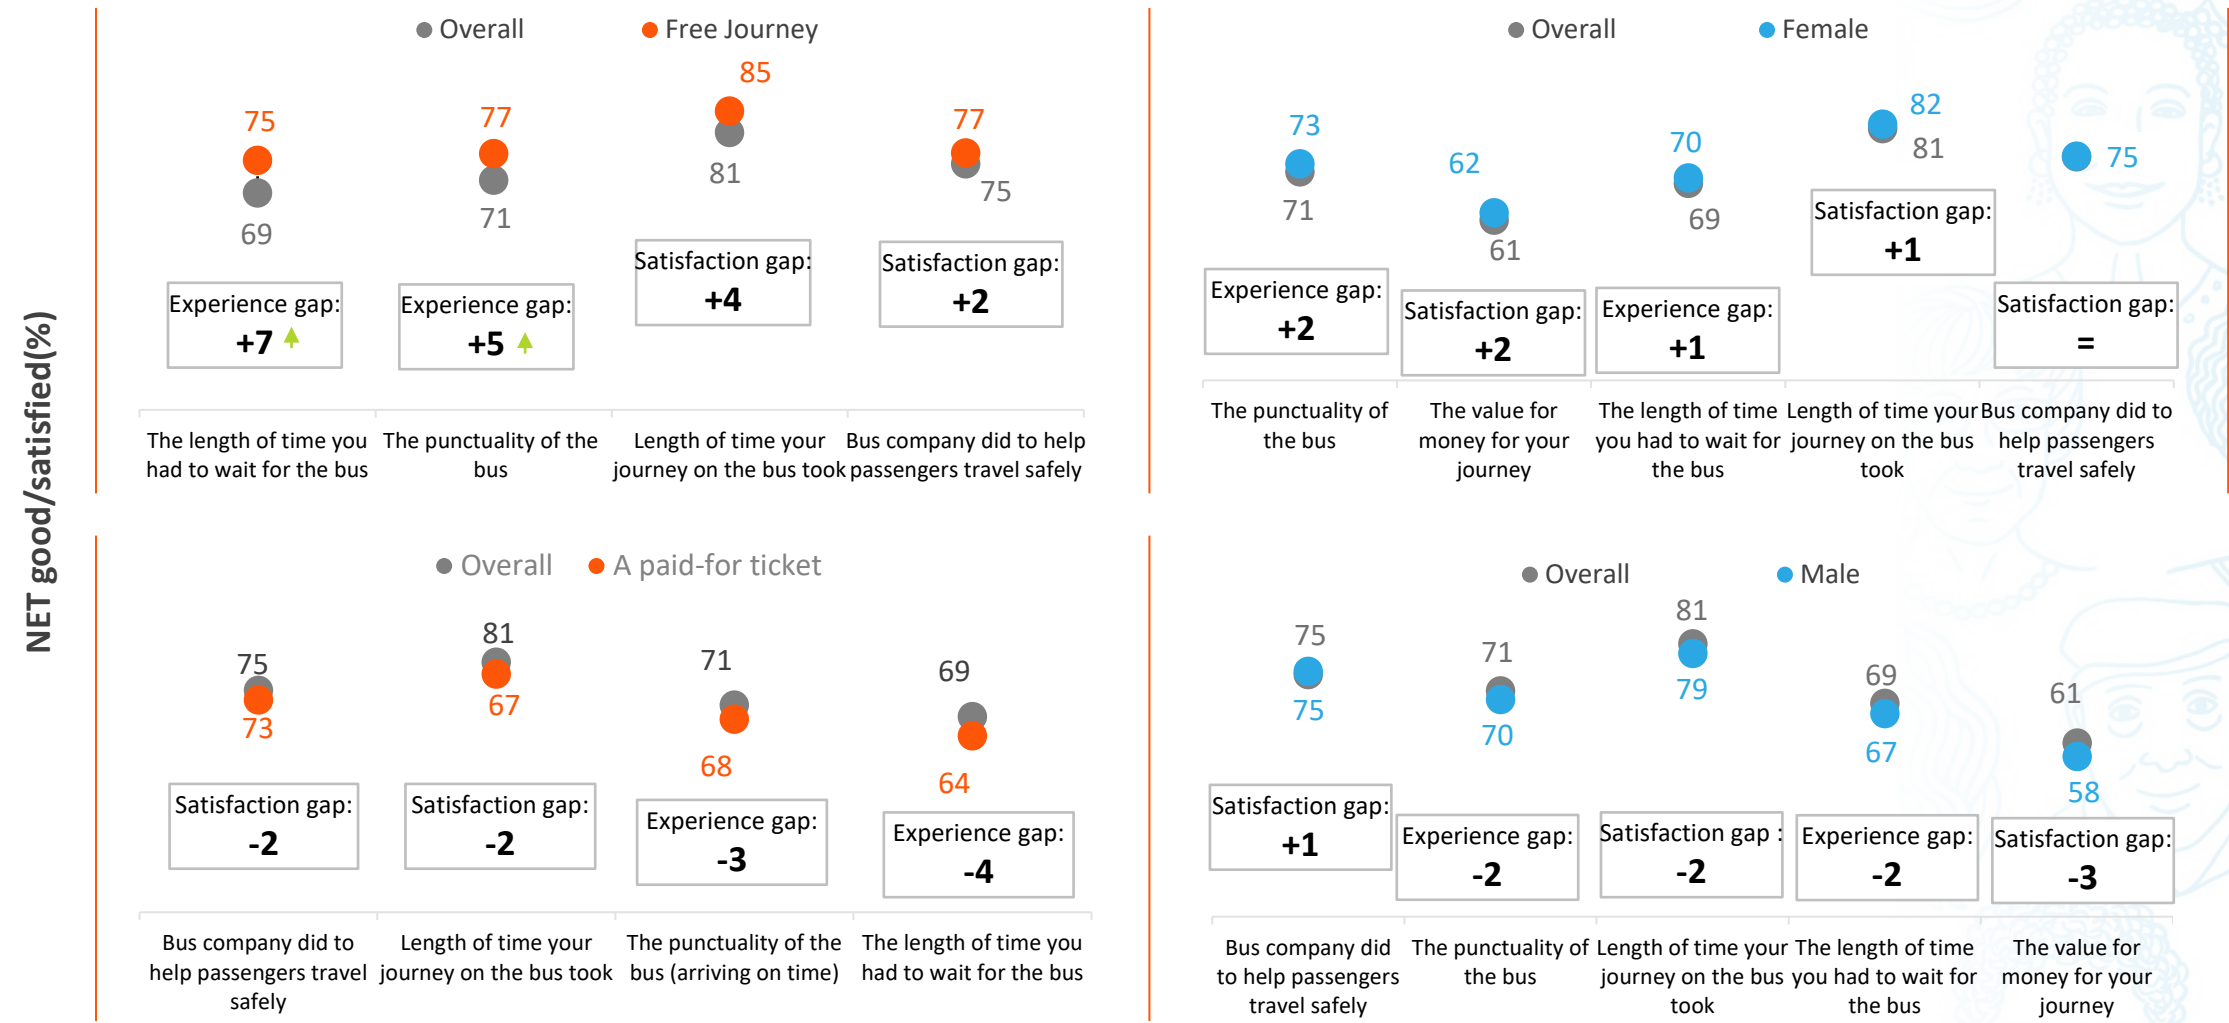 NET good/satisfied(%)
Overall
Free Journey
75
69
77
71
85
81
77
75
Experience gap:
+7
Experience gap:
+5
Satisfaction gap:
+4
Satisfaction gap:
+2
The length of time you
had to wait for the bus
The punctuality of the
bus
Length of time your
journey on the bus took
Bus company did to help
passengers travel safely
Overall
Female
73
71
62
61
70
69
82
81
75
Experience gap:
+2
Satisfaction gap:
+2
Experience gap:
+1
Satisfaction gap:
+1
Satisfaction gap:
=
The punctuality of
the bus
The value for
money for your
journey
The length of time
you had to wait for
the bus
Length of time your
journey on the bus
took
Bus company did to
help passengers
travel safely
Overall
A paid-for ticket
75
73
81
67
71
68
69
64
Satisfaction gap:
-2
Satisfaction gap:
-2
Experience gap:
-3
Experience gap:
-4
Bus company did to
help passengers travel
safely
Length of time your
journey on the bus took
The punctuality of the
bus (arriving on time)
The length of time you
had to wait for the bus
Overall
Male
75
75
71
70
81
79
69
67
61
58
Satisfaction gap:
+1
Experience gap:
-2
Satisfaction gap :
-2
Experience gap:
-2
Satisfaction gap:
-3
Bus company did
to help passengers
travel safely
The punctuality of
the bus
Length of time your
journey on the bus
took
The length of time
you had to wait for
the bus
The value for
money for your
journey